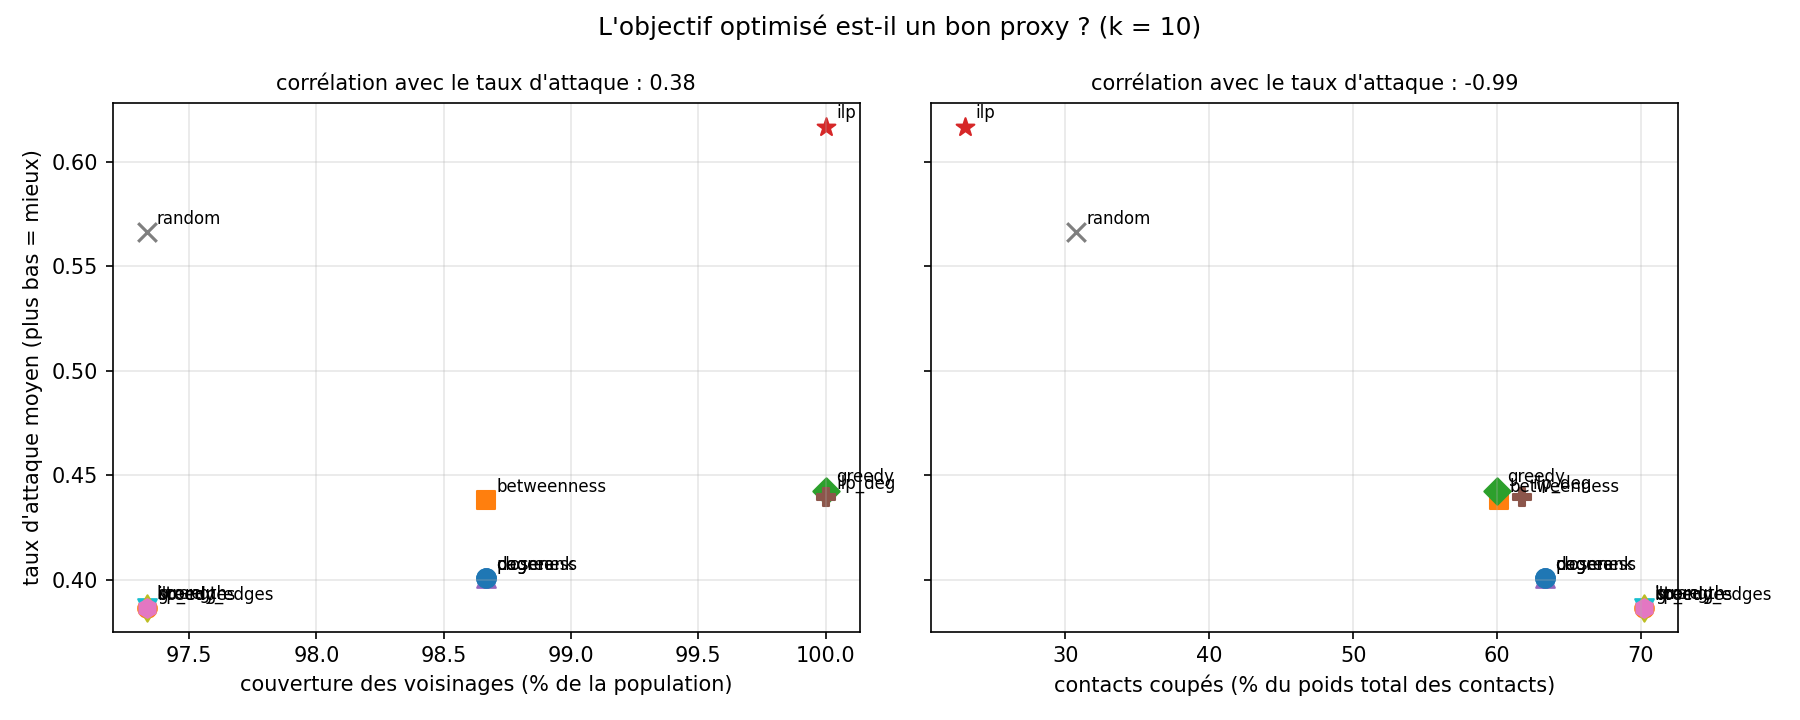 L'objectif optimisé est-il un bon proxy ? (k = 10)
corrélation avec le taux d'attaque : 0.38
taux d'attaque moyen (plus bas = mieux)
0.60
0.55
0.50
0.45
0.40
ilp
random
betweenness
greedy
ilp_deg
97.5
98.0
98.5
99.0
99.5
100.0
couverture des voisinages (% de la population)
corrélation avec le taux d'attaque : -0.99
ilp
random
greedy
ilp_deg
betweenness
30
40
50
60
70
contacts coupés (% du poids total des contacts)